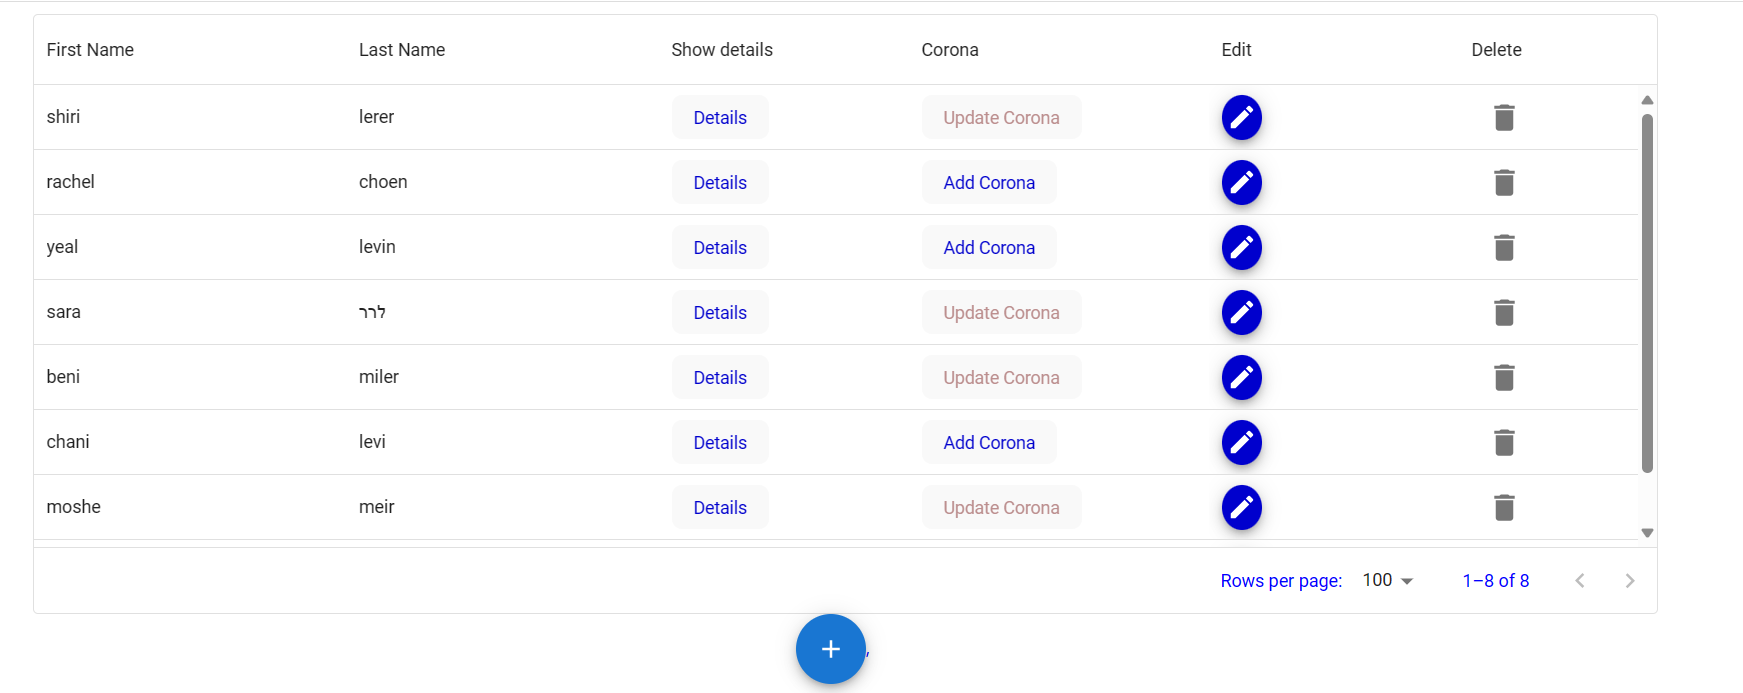 First Name Last Name Show details Corona Edit Delete
shiri lerer Details Update Corona
rachel choen Details Add Corona
yeal levin Details Add Corona
sara לרר Details Update Corona
beni miler Details Update Corona
chani levi Details Add Corona
moshe meir Details Update Corona
Rows per page: 100 1–8 of 8
+ ,